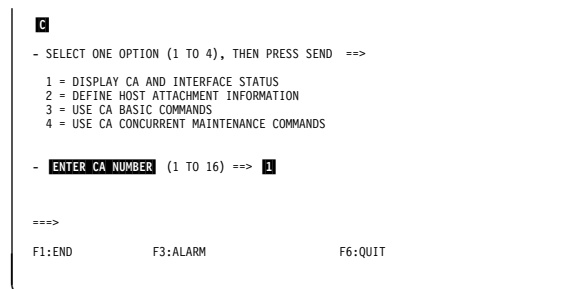 C
- SELECT ONE OPTION (1 TO 4), THEN PRESS SEND ==>
1 = DISPLAY CA AND INTERFACE STATUS
2 = DEFINE HOST ATTACHMENT INFORMATION
3 = USE CA BASIC COMMANDS
4 = USE CA CONCURRENT MAINTENANCE COMMANDS
- ENTER CA NUMBER (1 TO 16) ==> 1
===>
F1:END F3:ALARM F6:QUIT